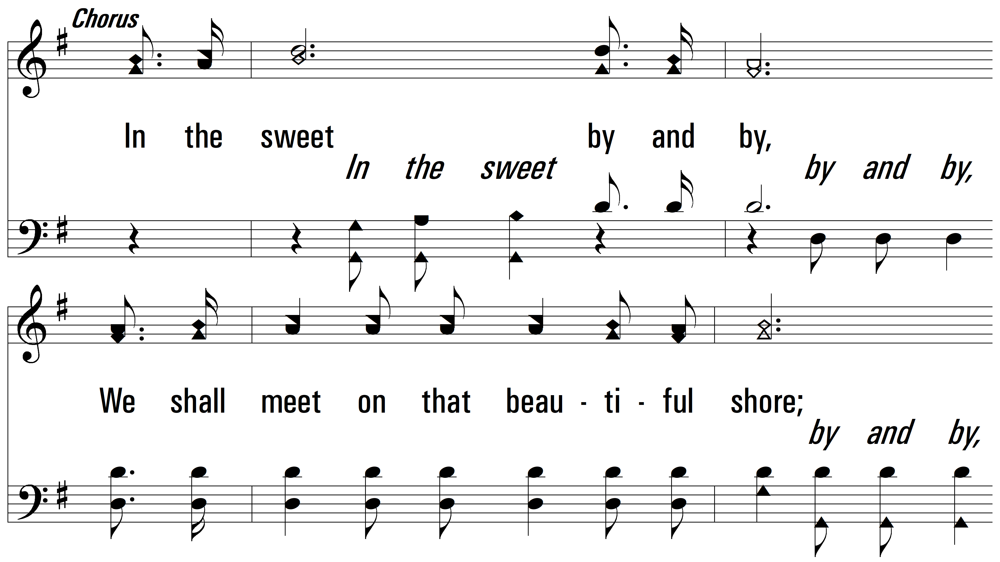 Chorus
In the sweet by and by,
In the sweet by and by,
We shall meet on that beau - ti - ful shore;
by and by,